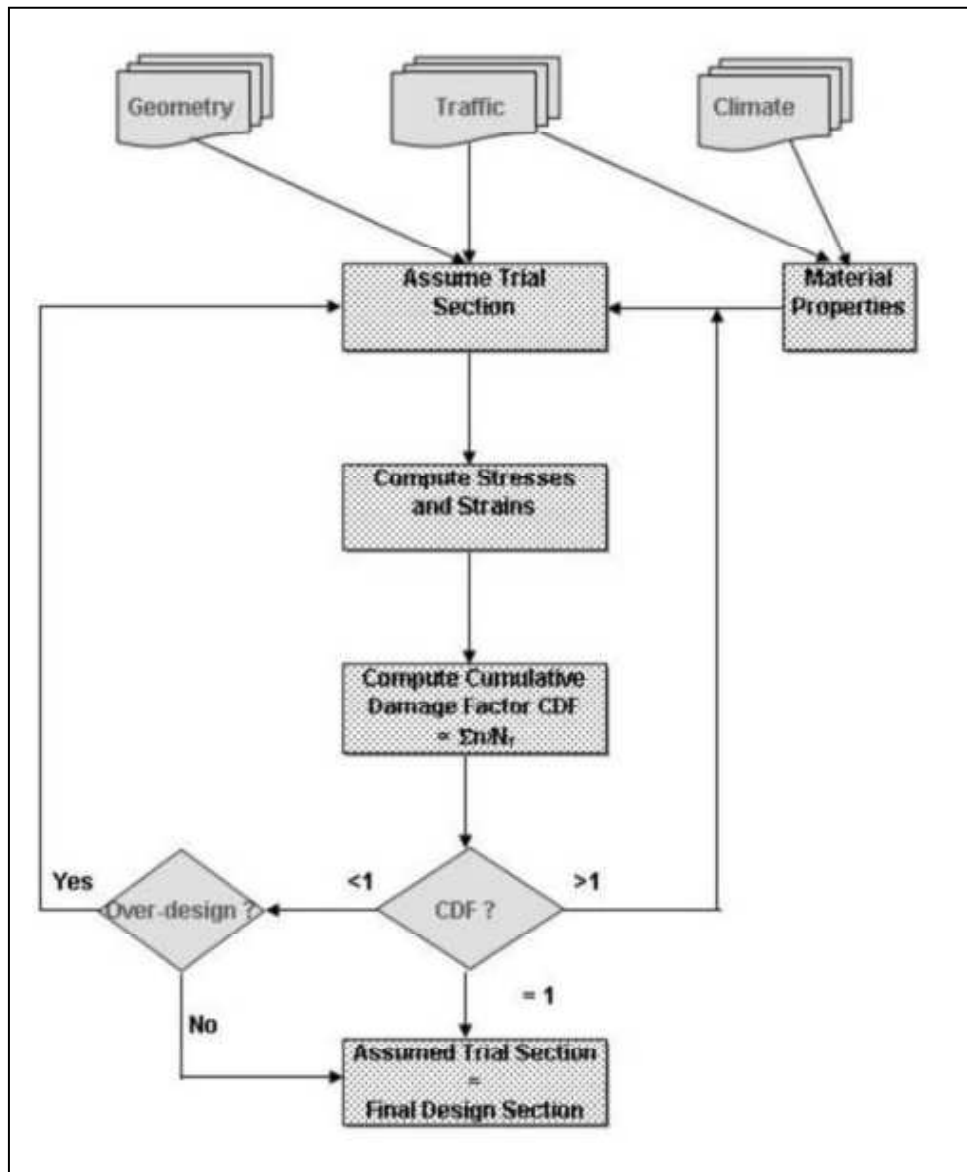 Geometry
Traffic
Climate
Assume Trial
Section
Material
Properties
Compute Stresses
and Strains
Compute Cumulative
Damage Factor CDF
= Σn/Nf
Yes
<1
>1
Over-design ?
CDF ?
= 1
No
Assumed Trial Section
=
Final Design Section